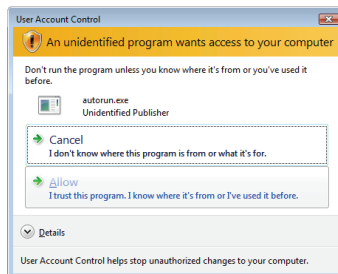 User Account Control
An unidentified program wants access to your computer
Don't run the program unless you know where it's from or you've used it
before.
autorun.exe
Unidentified Publisher
Cancel
I don't know where this program is from or what it's for.
Allow
I trust this program. I know where it's from or I've used it before.
Details
User Account Control helps stop unauthorized changes to your computer.